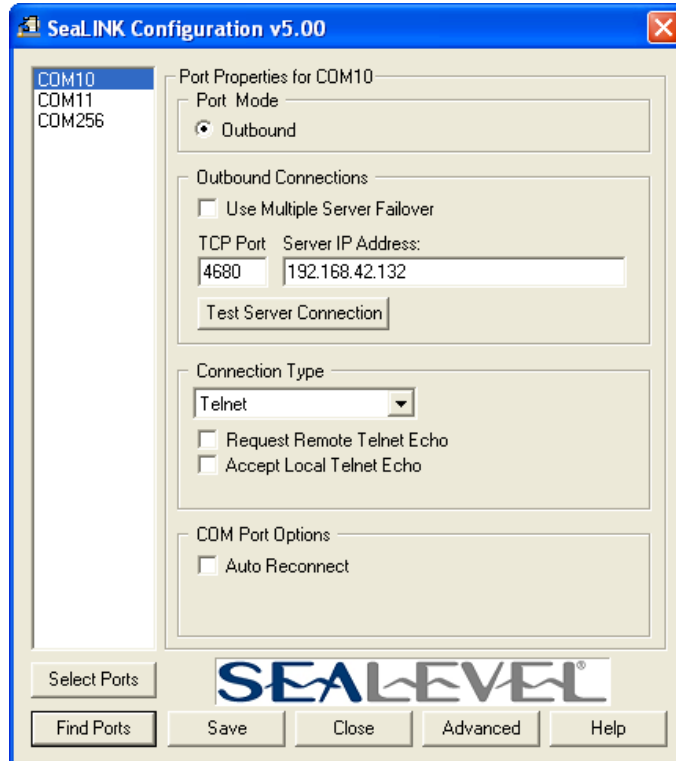 SeaLINK Configuration v5.00
COM10
COM11
COM256
Port Properties for COM10
Port Mode
Outbound
Outbound Connections
Use Multiple Server Failover
TCP Port Server IP Address:
4680 192.168.42.132
Test Server Connection
Connection Type
Telnet
Request Remote Telnet Echo
Accept Local Telnet Echo
COM Port Options
Auto Reconnect
Select Ports
SEALEVEL®
Find Ports Save Close Advanced Help